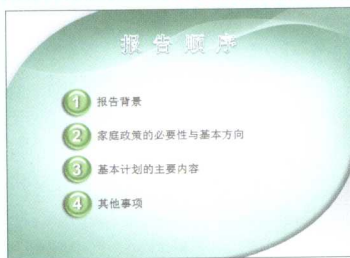 报告顺序
1 报告背景
2 家庭政策的必要性与基本方向
3 基本计划的主要内容
4 其他事项